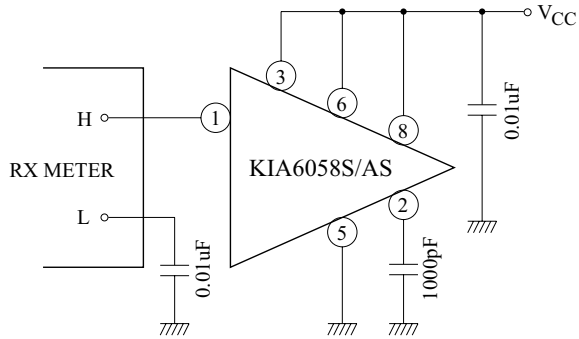 VCC
3
6
0.01uF
H
1
8
RX METER
KIA6058S/AS
2
L
5
0.01uF
1000pF